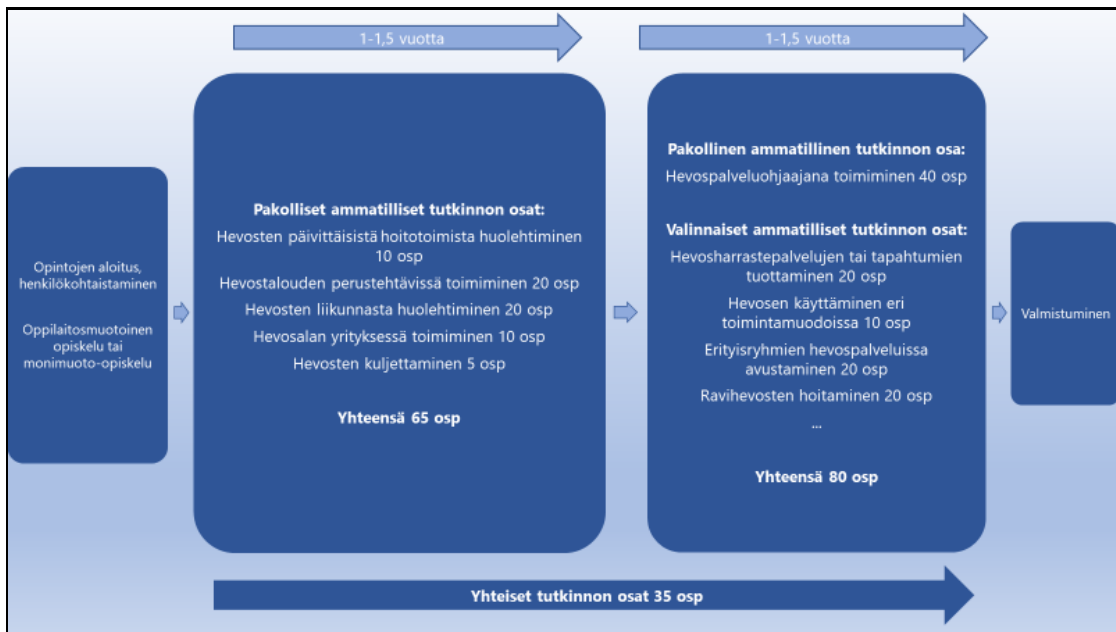 1-1,5 vuotta
1-1,5 vuotta
Opintojen aloitus,
henkilökohtaistaminen
Oppilaitosmuotoinen
opiskelu tai
monimuoto-opiskelu
Pakolliset ammatilliset tutkinnon osat:
Hevosten päivittäisistä hoitotoimista huolehtiminen
10 osp
Hevostalouden perustehtävissä toimiminen 20 osp
Hevosten liikunnasta huolehtiminen 20 osp
Hevosalan yrityksessä toimiminen 10 osp
Hevosten kuljettaminen 5 osp
Yhteensä 65 osp
Pakollinen ammatillinen tutkinnon osa:
Hevospalveluohjaajana toimiminen 40 osp
Valinnaiset ammatilliset tutkinnon osat:
Hevosharrastepalvelujen tai tapahtumien
tuottaminen 20 osp
Hevosen käyttäminen eri
toimintamuodoissa 10 osp
Erityisryhmien hevospalveluissa
avustaminen 20 osp
Ravihevosten hoitaminen 20 osp
...
Yhteensä 80 osp
Valmistuminen
Yhteiset tutkinnon osat 35 osp